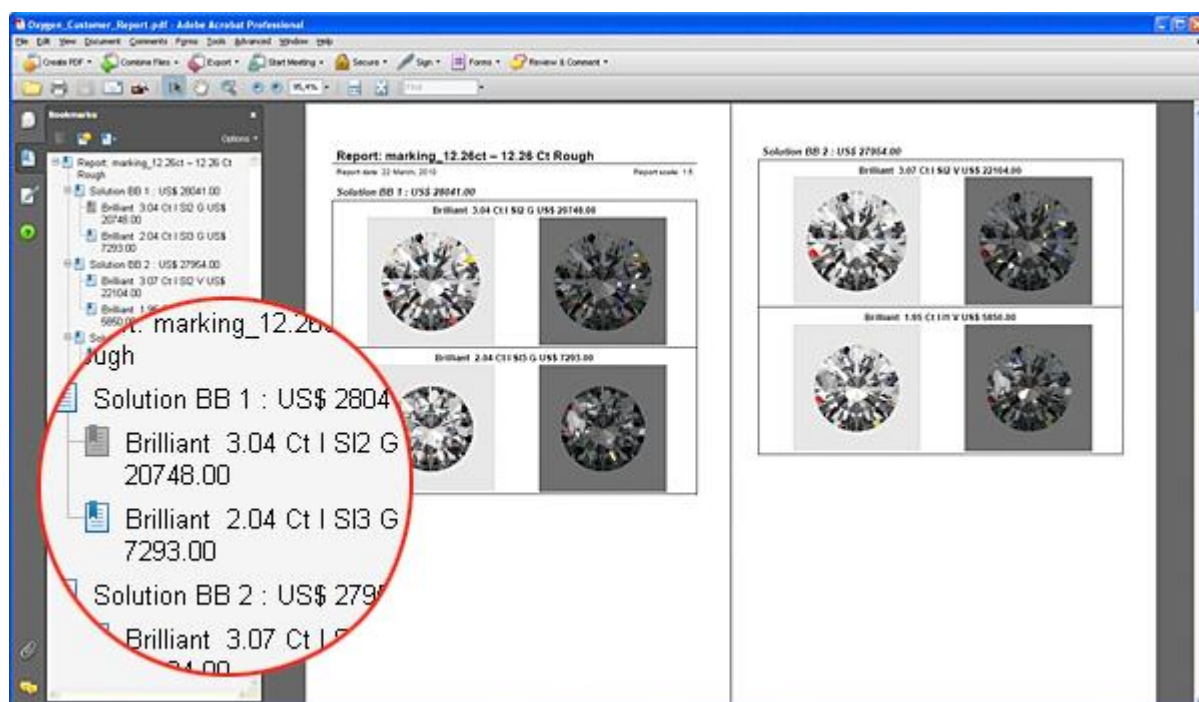 Oxygen_Customer_Report.pdf - Adobe Acrobat Professional
File Edit View Document Comments Forms Tools Advanced Window Help
Create PDF Combine Files Export Start Meeting Secure Sign Forms Review & Comment
95,4% Find
Bookmarks
Options
Report: marking_12.26ct – 12.26 Ct
Rough
Solution BB 1 : US$ 28041.00
Brilliant 3.04 Ct I SI2 G US$
20748.00
Brilliant 2.04 Ct I SI3 G US$
7293.00
Solution BB 2 : US$ 27954.00
Brilliant 3.07 Ct I SI2 V US$
22104.00
Brilliant 1.95
5850.00
marking_12.26
Solution BB 1 : US$ 2804
Brilliant 3.04 Ct I SI2 G
20748.00
Brilliant 2.04 Ct I SI3 G
7293.00
Solution BB 2 : US$ 279
Brilliant 3.07 Ct I
Report: marking_12.26ct – 12.26 Ct Rough
Report date: 22 March, 2010 Report scale: 1:5
Solution BB 1 : US$ 28041.00
Brilliant 3.04 Ct I SI2 G US$ 20748.00
Brilliant 2.04 Ct I SI3 G US$ 7293.00
Solution BB 2 : US$ 27954.00
Brilliant 3.07 Ct I SI2 V US$ 22104.00
Brilliant 1.95 Ct I I1 V US$ 5850.00